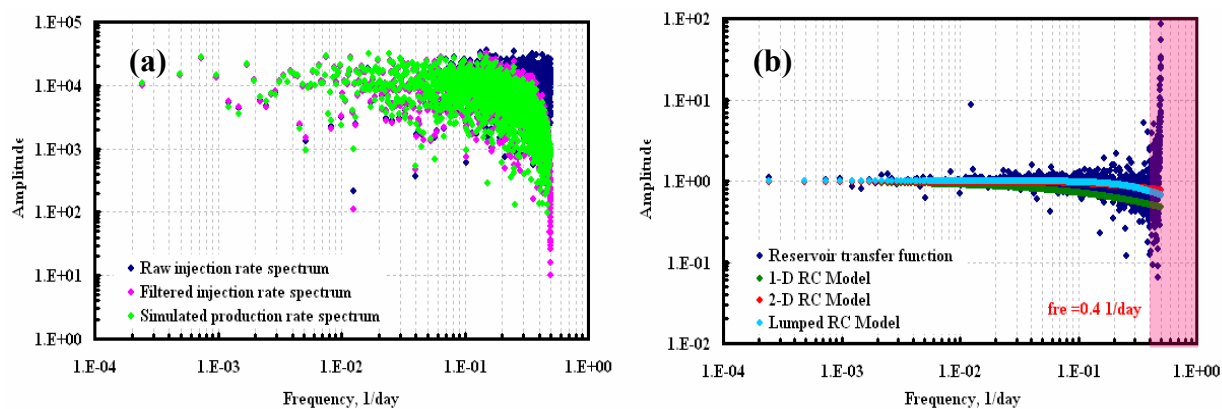 (a)
1.E+05
1.E+04
1.E+03
1.E+02
1.E+01
1.E+00
Amplitude
Raw injection rate spectrum
Filtered injection rate spectrum
Simulated production rate spectrum
1.E-04
1.E-03
1.E-02
1.E-01
1.E+00
Frequency, 1/day
(b)
1.E+02
1.E+01
1.E+00
1.E-01
1.E-02
Amplitude
Reservoir transfer function
1-D RC Model
2-D RC Model
Lumped RC Model
fre =0.4 1/day
1.E-04
1.E-03
1.E-02
1.E-01
1.E+00
Frequency, 1/day